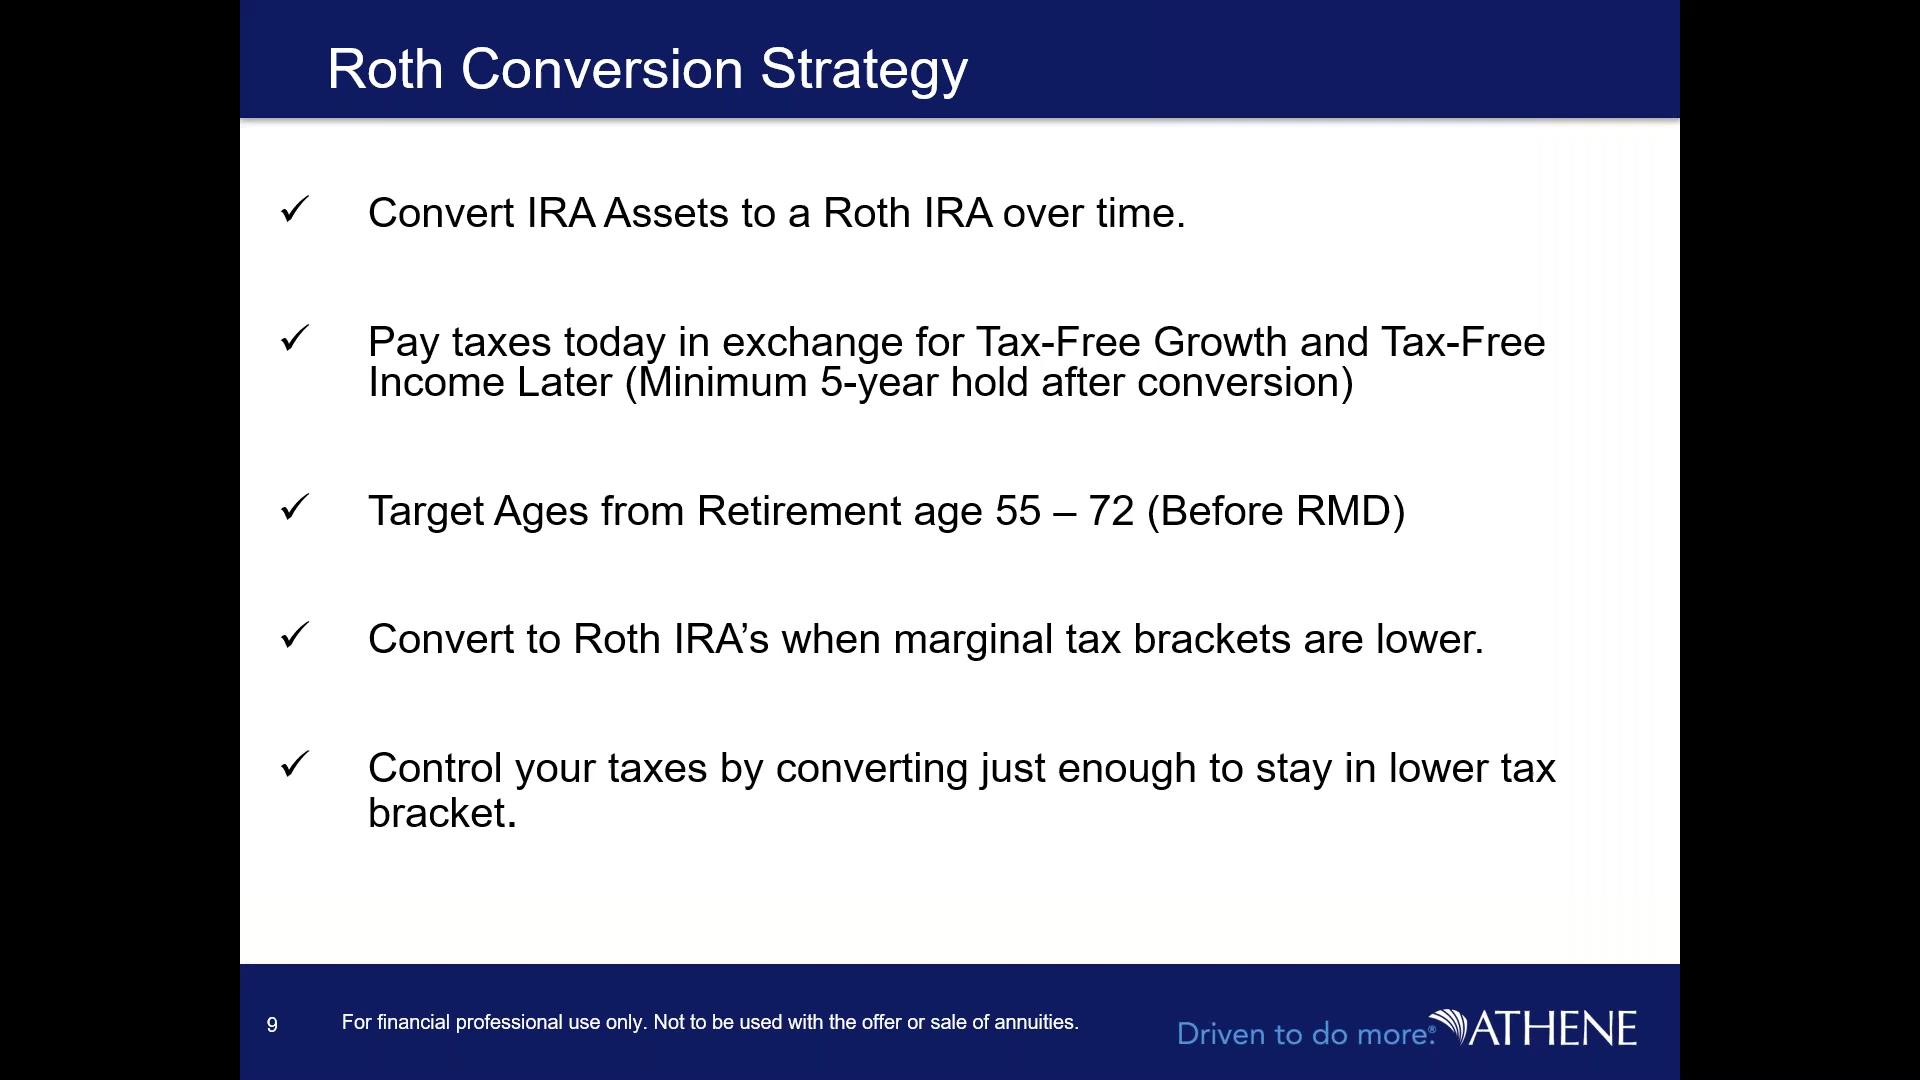 Roth Conversion Strategy
✓ Convert IRA Assets to a Roth IRA over time.
✓ Pay taxes today in exchange for Tax-Free Growth and Tax-Free
Income Later (Minimum 5-year hold after conversion)
✓ Target Ages from Retirement age 55 – 72 (Before RMD)
✓ Convert to Roth IRA’s when marginal tax brackets are lower.
✓ Control your taxes by converting just enough to stay in lower tax
bracket.
9 For financial professional use only. Not to be used with the offer or sale of annuities.
Driven to do more.® ATHENE